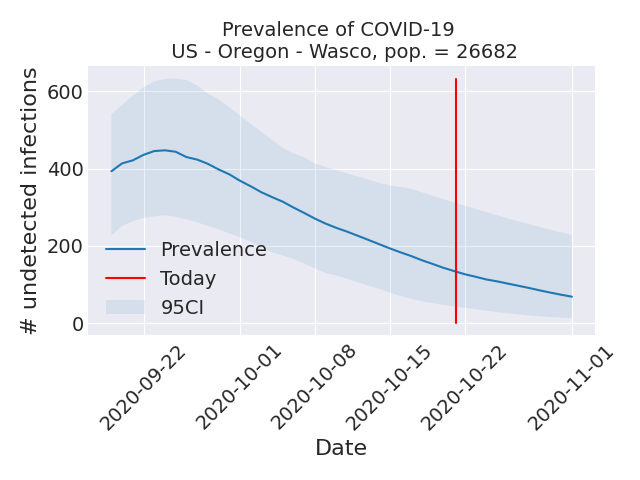 Prevalence of COVID-19
US - Oregon - Wasco, pop. = 26682
# undetected infections
600
400
200
0
Prevalence
Today
95CI
2020-09-22
2020-10-01
2020-10-08
2020-10-15
2020-10-22
2020-11-01
Date